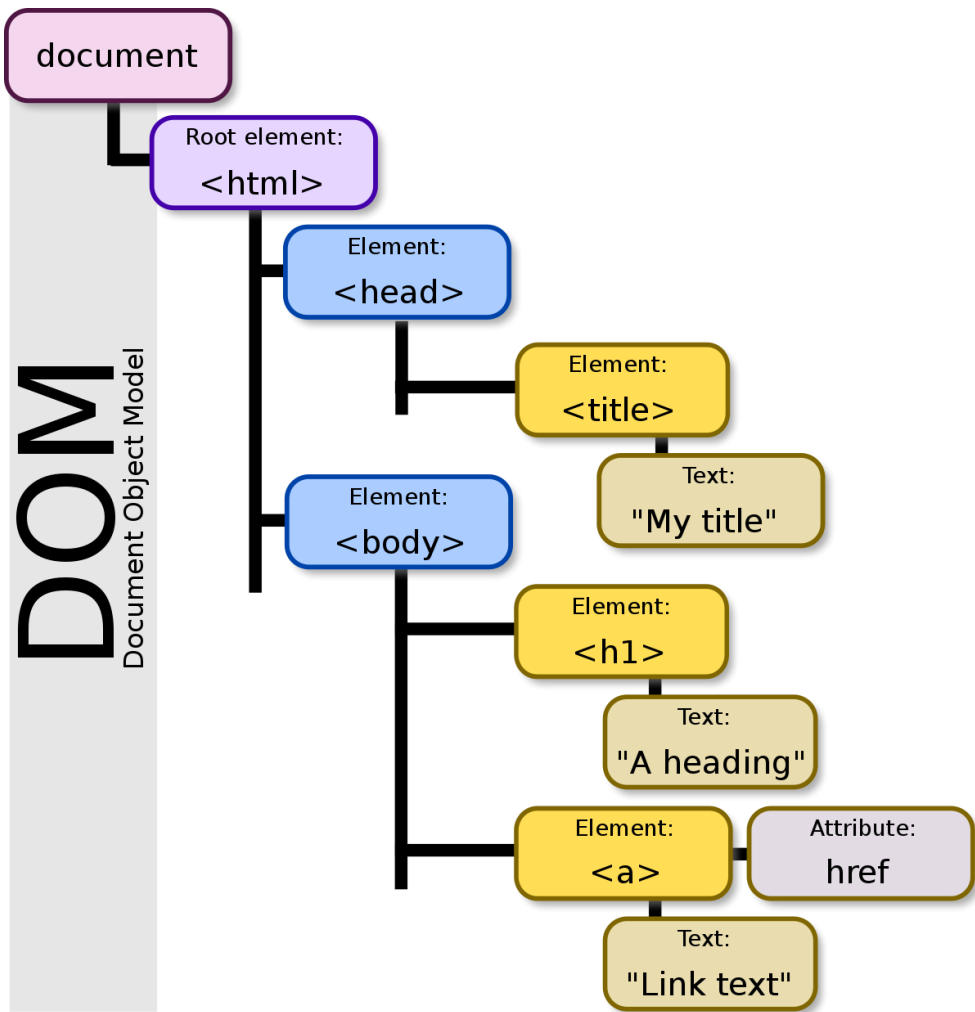 document
Root element:
<html>
Element:
<head>
Element:
<title>
Text:
"My title"
Element:
<body>
Element:
<h1>
Text:
"A heading"
Element:
<a>
Attribute:
href
Text:
"Link text"
DOM
Document Object Model